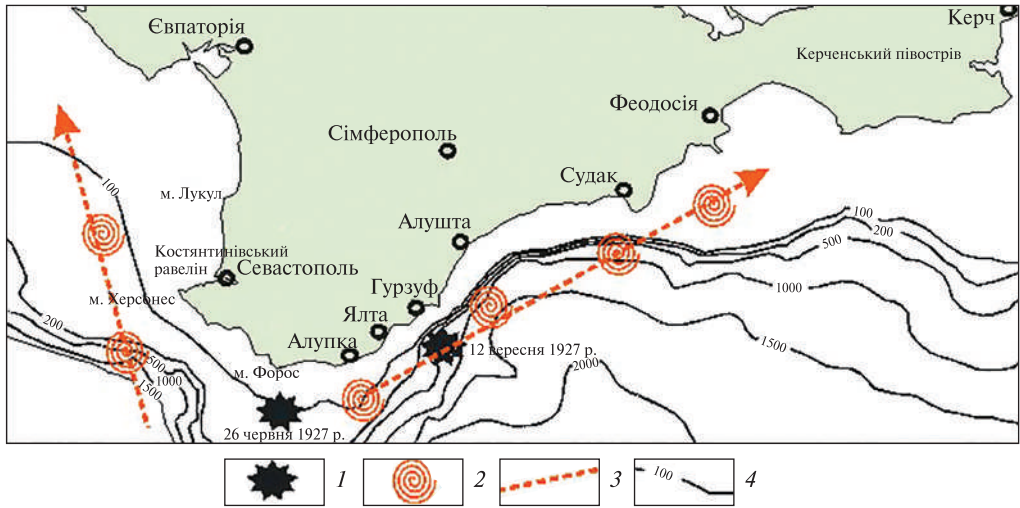 Керч
Євпаторія
Керченський півострів
Феодосія
Сімферополь
Судак
100
м. Лукул
Алушта
100
200
Костянтинівський
равелін
Севастополь
500
Гурзуф
1000
м. Херсонес
200
Ялта
Алупка
12 вересня 1927 р.
1500
500
1000
1500
м. Форос
2000
26 червня 1927 р.
1
2
3
100
4